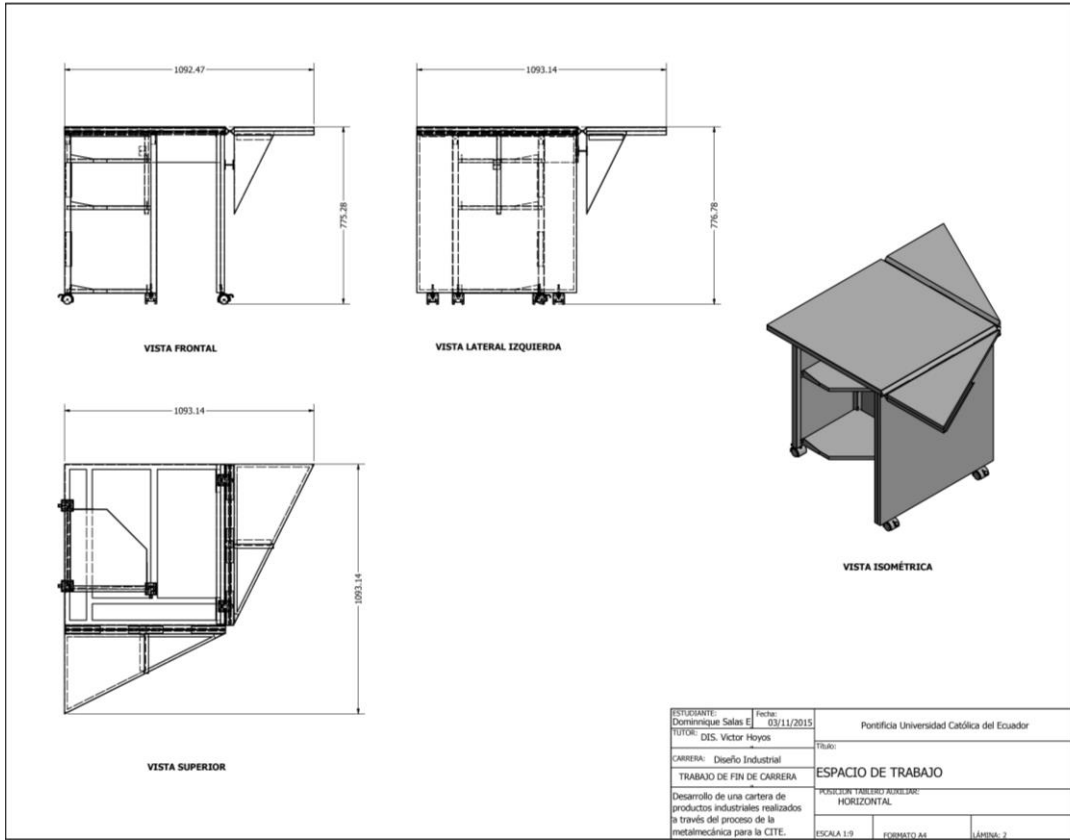 1092.47
1093.14
775.28
776.78
VISTA FRONTAL
VISTA LATERAL IZQUIERDA
1093.14
1093.14
VISTA ISOMÉTRICA
VISTA SUPERIOR
ESTUDIANTE:
Dominnique Salas E
Fecha:
03/11/2015
Pontificia Universidad Católica del Ecuador
TUTOR: DIS. Victor Hoyos
Título:
CARRERA: Diseño Industrial
ESPACIO DE TRABAJO
TRABAJO DE FIN DE CARRERA
POSICIÓN TABLERO AUXILIAR:
HORIZONTAL
Desarrollo de una cartera de
productos industriales realizados
a través del proceso de la
metalmecánica para la CITE.
ESCALA 1:9
FORMATO A4
LÁMINA: 2